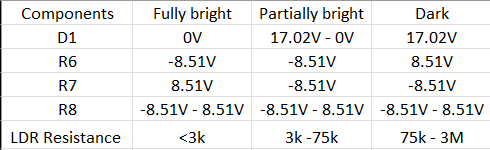 Components Fully bright Partially bright Dark
D1 0V 17.02V - 0V 17.02V
R6 -8.51V -8.51V 8.51V
R7 8.51V -8.51V -8.51V
R8 -8.51V - 8.51V -8.51V - 8.51V -8.51V - 8.51V
LDR Resistance <3k 3k -75k 75k - 3M